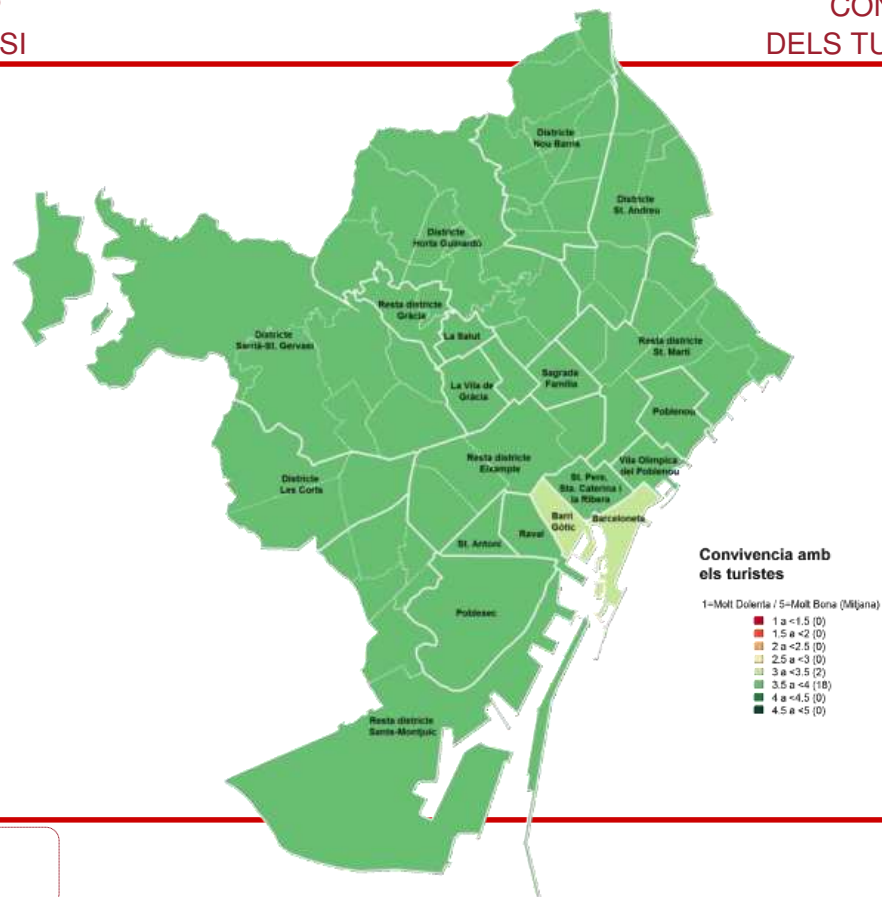 SI
CON
DELS TU
Districte
Nou Barris
Districte
St. Andreu
Districte
Horta Guinardó
Resta districte
Gràcia
La Salut
Districte
Sarrià-St. Gervasi
Resta districte
St. Martí
Sagrada
Família
La Vila de
Gràcia
Poblenou
Resta districte
Eixample
Vila Olímpica
del Poblenou
Districte
Les Corts
St. Pere,
Sta. Caterina i
la Ribera
Barri
Gòtic
Barceloneta
Raval
St. Antoni
Poblesec
Resta districte
Sants-Montjuic
Convivencia amb
els turistes
1=Molt Dolenta / 5=Molt Bona (Mitjana)
1 a <1.5 (0)
1.5 a <2 (0)
2 a <2.5 (0)
2.5 a <3 (0)
3 a <3.5 (2)
3.5 a <4 (18)
4 a <4.5 (0)
4.5 a <5 (0)